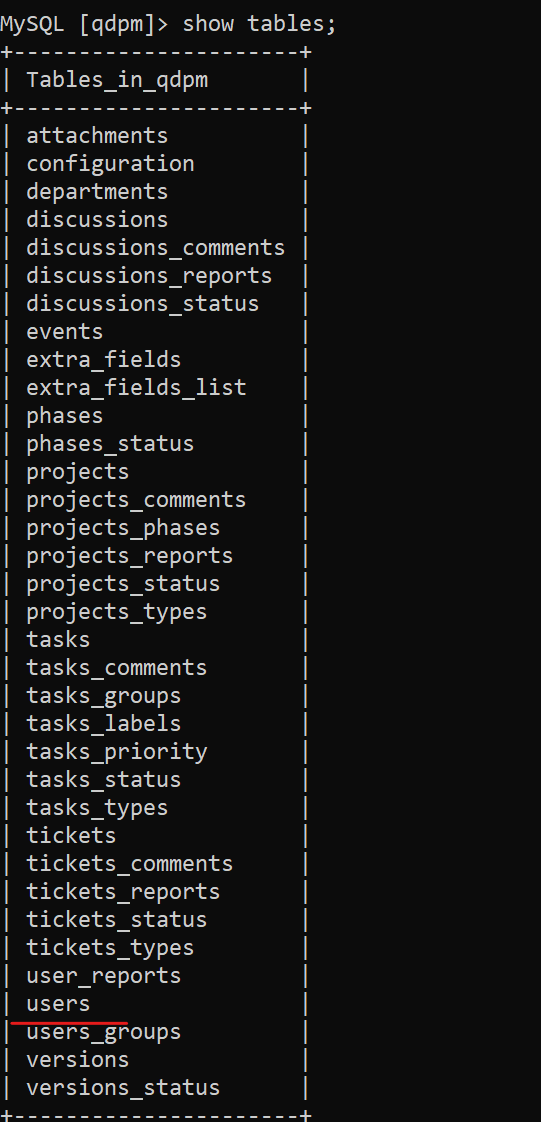 MySQL [qdpm]> show tables;
+----------------------+
| Tables_in_qdpm       |
+----------------------+
| attachments          |
| configuration        |
| departments          |
| discussions          |
| discussions_comments |
| discussions_reports  |
| discussions_status   |
| events               |
| extra_fields         |
| extra_fields_list    |
| phases               |
| phases_status        |
| projects             |
| projects_comments    |
| projects_phases      |
| projects_reports     |
| projects_status      |
| projects_types       |
| tasks                |
| tasks_comments       |
| tasks_groups         |
| tasks_labels         |
| tasks_priority       |
| tasks_status         |
| tasks_types          |
| tickets              |
| tickets_comments     |
| tickets_reports      |
| tickets_status       |
| tickets_types        |
| user_reports         |
| users                |
| users_groups         |
| versions             |
| versions_status      |
+----------------------+